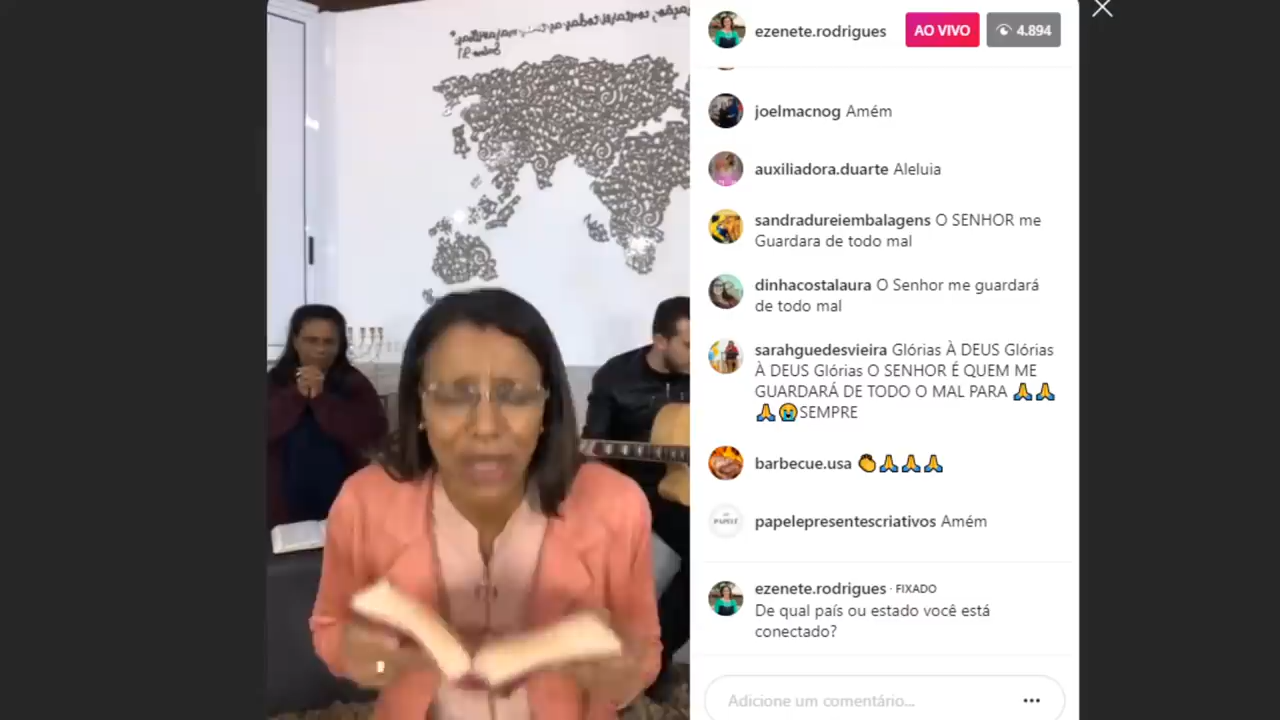 ezenete.rodrigues AO VIVO 4.894
joelmacnog Amém
auxiliadora.duarte Aleluia
sandradureiembalagens O SENHOR me
Guardara de todo mal
dinhacostalaura O Senhor me guardará
de todo mal
sarahguedesvieira Glórias À DEUS Glórias
À DEUS Glórias O SENHOR É QUEM ME
GUARDARÁ DE TODO O MAL PARA 🙏🙏
🙏😭SEMPRE
barbecue.usa 👏🙏🙏🙏
papelepresentescriativos Amém
ezenete.rodrigues · FIXADO
De qual país ou estado você está
conectado?
Adicione um comentário...